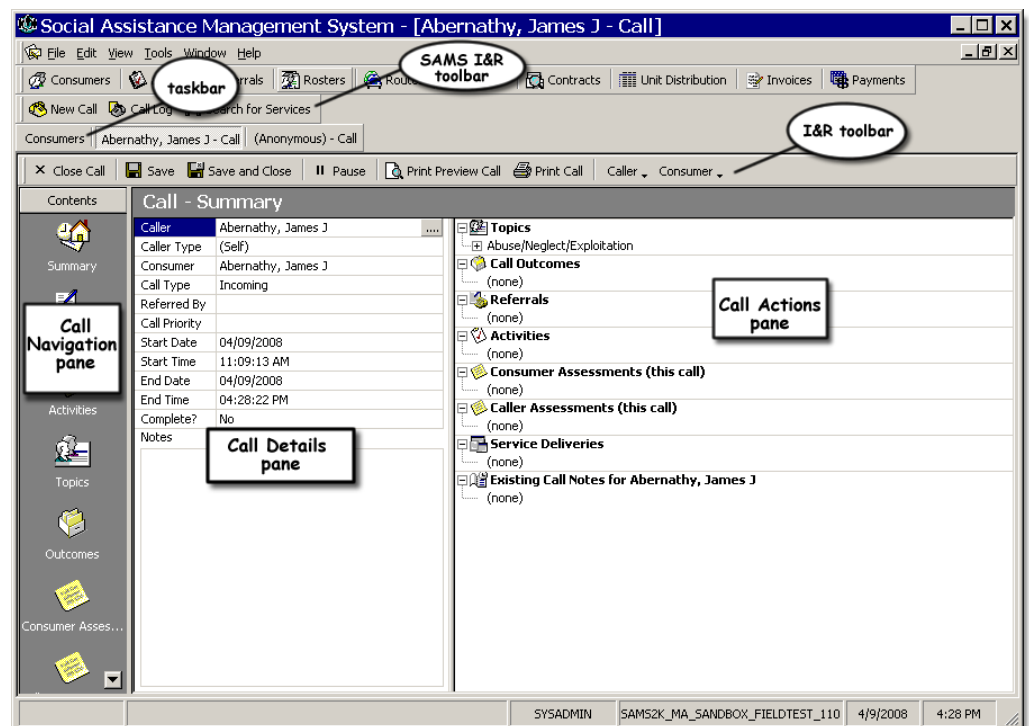 Social Assistance Management System - [Abernathy, James J - Call]
File Edit View Tools Window Help
Consumers rrals Rosters Rout Contracts Unit Distribution Invoices Payments
New Call Call Log earch for Services
Consumers Abernathy, James J - Call (Anonymous) - Call
taskbar
SAMS I&R
toolbar
I&R toolbar
Close Call Save Save and Close Pause Print Preview Call Print Call Caller Consumer
Contents
Summary
Call
Navigation
pane
Activities
Topics
Outcomes
Consumer Asses...
Call - Summary
Caller Abernathy, James J ....
Caller Type (Self)
Consumer Abernathy, James J
Call Type Incoming
Referred By
Call Priority
Start Date 04/09/2008
Start Time 11:09:13 AM
End Date 04/09/2008
End Time 04:28:22 PM
Complete? No
Notes
Call Details
pane
Topics
Abuse/Neglect/Exploitation
Call Outcomes
(none)
Referrals
(none)
Activities
(none)
Consumer Assessments (this call)
(none)
Caller Assessments (this call)
(none)
Service Deliveries
(none)
Existing Call Notes for Abernathy, James J
(none)
Call Actions
pane
SYSADMIN SAMS2K_MA_SANDBOX_FIELDTEST_110 4/9/2008 4:28 PM